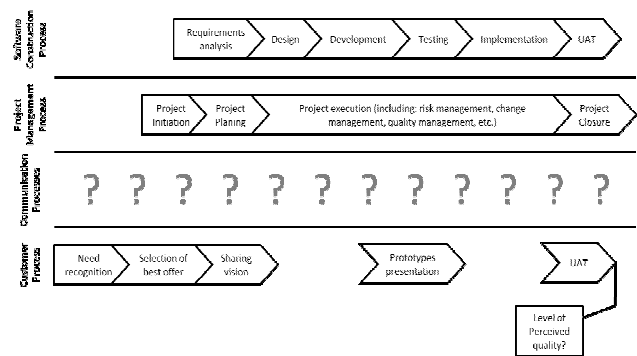 Software
Construction
Process
Requirements
analysis
Design
Development
Testing
Implementation
UAT
Project
Management
Process
Project
Initiation
Project
Planing
Project execution (including: risk management, change
management, quality management, etc.)
Project
Closure
Communication
Processes
? ? ? ? ? ? ? ? ? ? ? ?
Customer
Process
Need
recognition
Selection of
best offer
Sharing
vision
Prototypes
presentation
UAT
Level of
Perceived
quality?